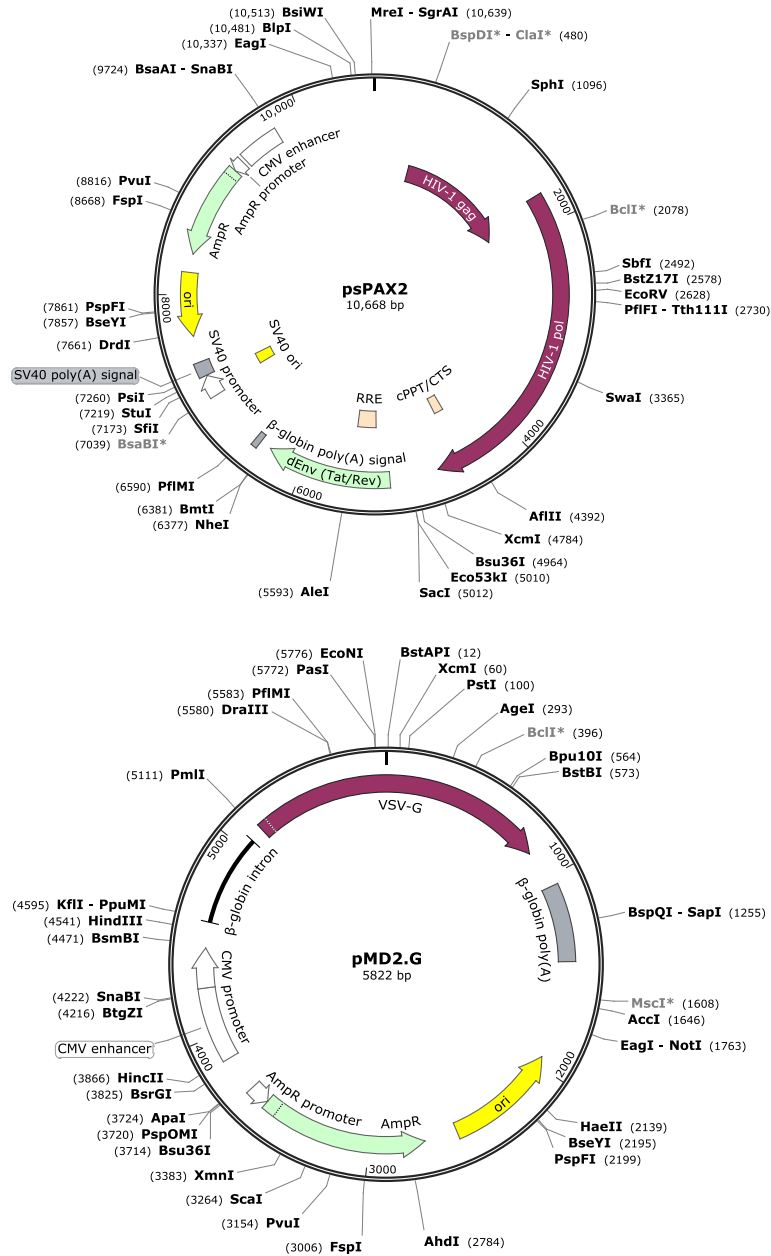 (10,513) BsiWI
(10,481) BlpI
(10,337) EagI
(9724) BsaAI - SnaBI
MreI - SgrAI (10,639)
BspDI* - ClaI* (480)
SphI (1096)
BclI* (2078)
SbfI (2492)
BstZ17I (2578)
EcoRV (2628)
PflFI - Tth111I (2730)
SwaI (3365)
AflII (4392)
XcmI (4784)
Bsu36I (4964)
Eco53kI (5010)
SacI (5012)
(5593) AleI
(6377) NheI
(6381) BmtI
(6590) PflMI
(7039) BsaBI*
(7173) SfiI
(7219) StuI
(7260) PsiI
SV40 poly(A) signal
(7661) DrdI
(7857) BseYI
(7861) PspFI
(8668) FspI
(8816) PvuI
10,000
2000
4000
6000
8000
CMV enhancer
AmpR promoter
AmpR
ori
SV40 ori
SV40 promoter
β-globin poly(A) signal
dEnv (Tat/Rev)
RRE
cPPT/CTS
HIV-1 gag
HIV-1 pol
psPAX2
10,668 bp
(5776) EcoNI
(5772) PasI
(5583) PflMI
(5580) DraIII
(5111) PmlI
BstAPI (12)
XcmI (60)
PstI (100)
AgeI (293)
BclI* (396)
Bpu10I (564)
BstBI (573)
BspQI - SapI (1255)
MscI* (1608)
AccI (1646)
EagI - NotI (1763)
HaeII (2139)
BseYI (2195)
PspFI (2199)
AhdI (2784)
(3006) FspI
(3154) PvuI
(3264) ScaI
(3383) XmnI
(3714) Bsu36I
(3720) PspOMI
(3724) ApaI
(3825) BsrGI
(3866) HincII
CMV enhancer
(4216) BtgZI
(4222) SnaBI
(4471) BsmBI
(4541) HindIII
(4595) KflI - PpuMI
1000
2000
3000
4000
5000
VSV-G
β-globin poly(A)
β-globin intron
CMV promoter
AmpR promoter
AmpR
ori
pMD2.G
5822 bp